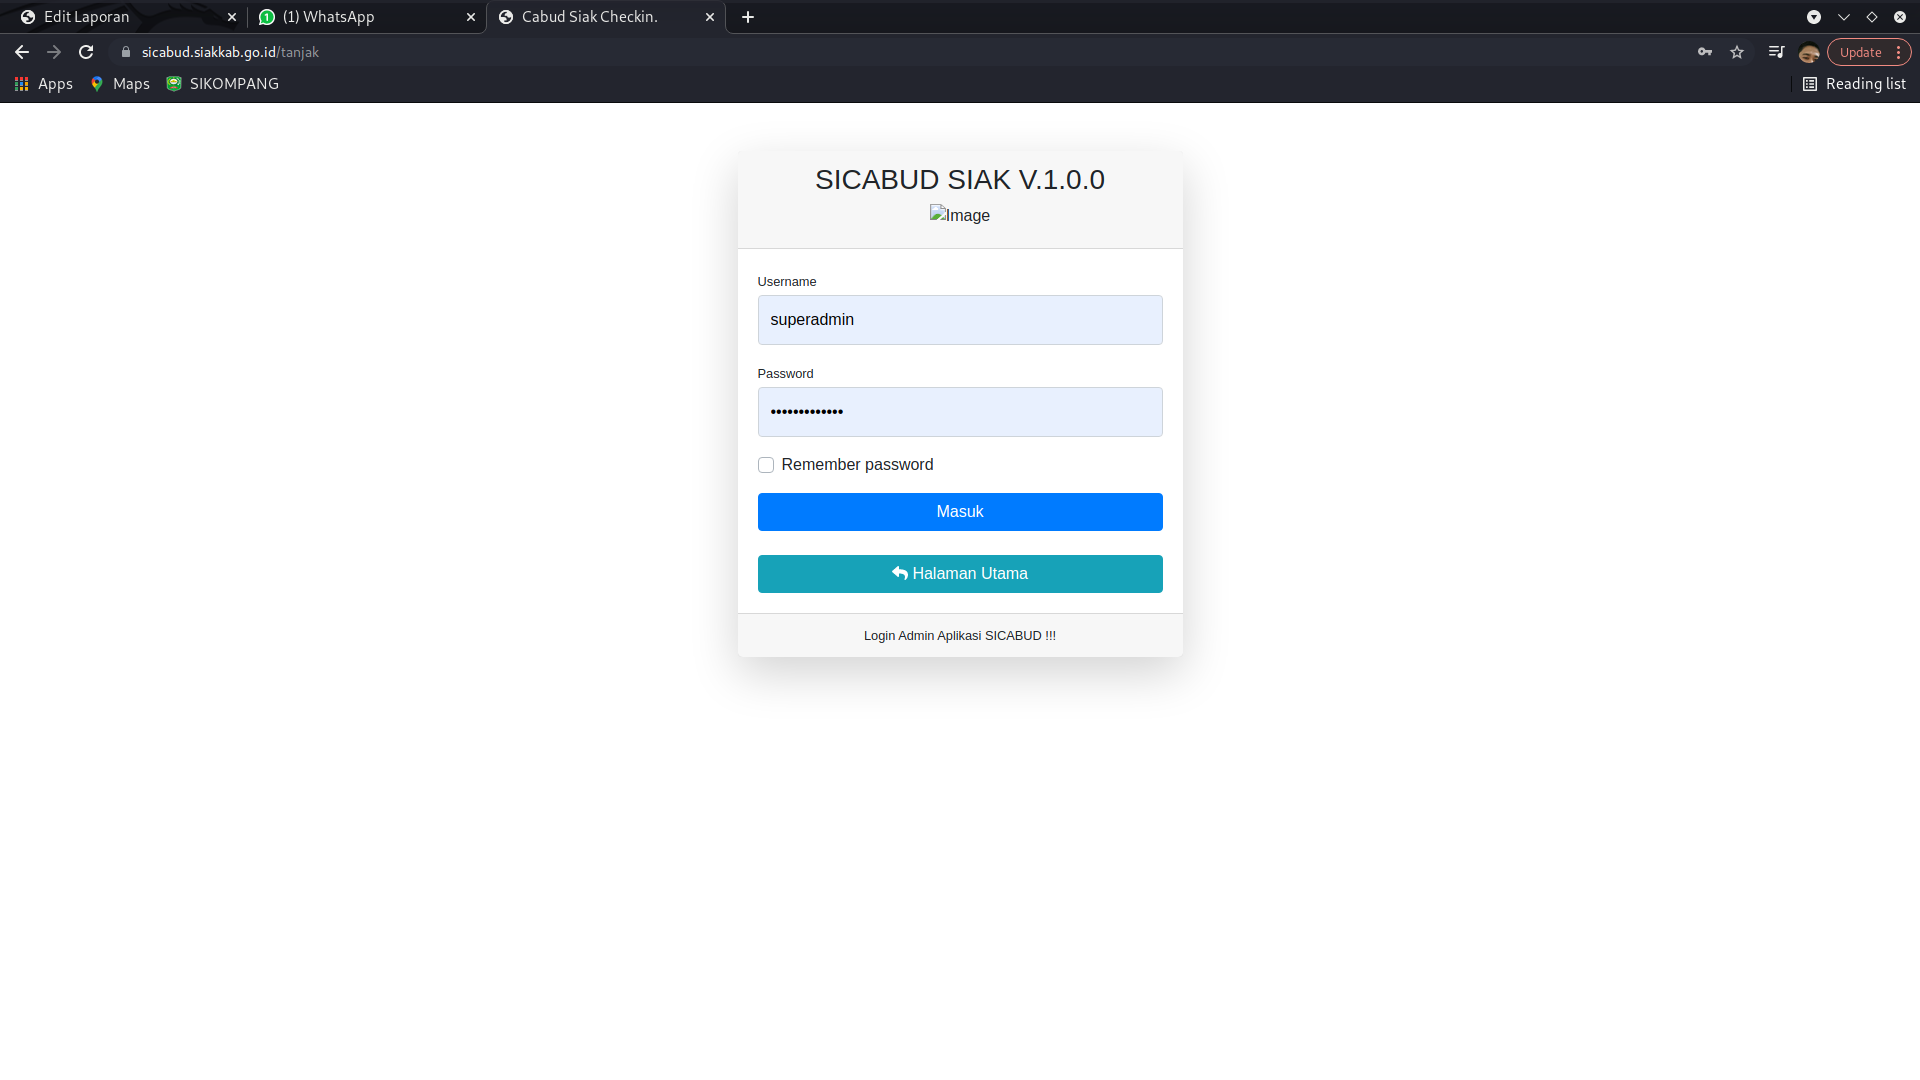 Edit Laporan
(1) WhatsApp
Cabud Siak Checkin.
sicabud.siakkab.go.id/tanjak
Update
Apps
Maps
SIKOMPANG
Reading list
SICABUD SIAK V.1.0.0
Image
Username
superadmin
Password
•••••••••••••
Remember password
Masuk
Halaman Utama
Login Admin Aplikasi SICABUD !!!